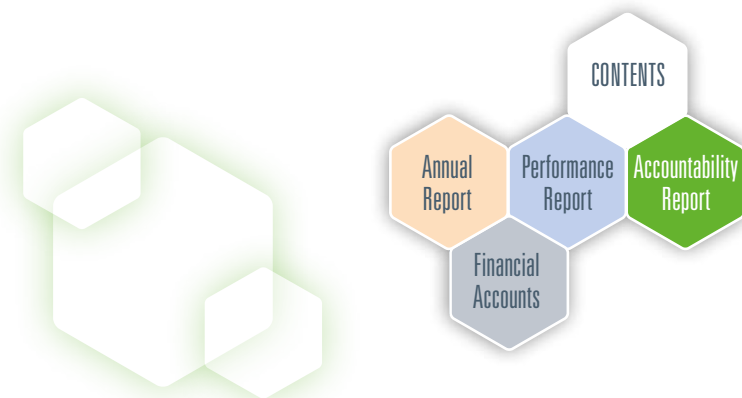 CONTENTS
Annual
Report
Performance
Report
Accountability
Report
Financial
Accounts